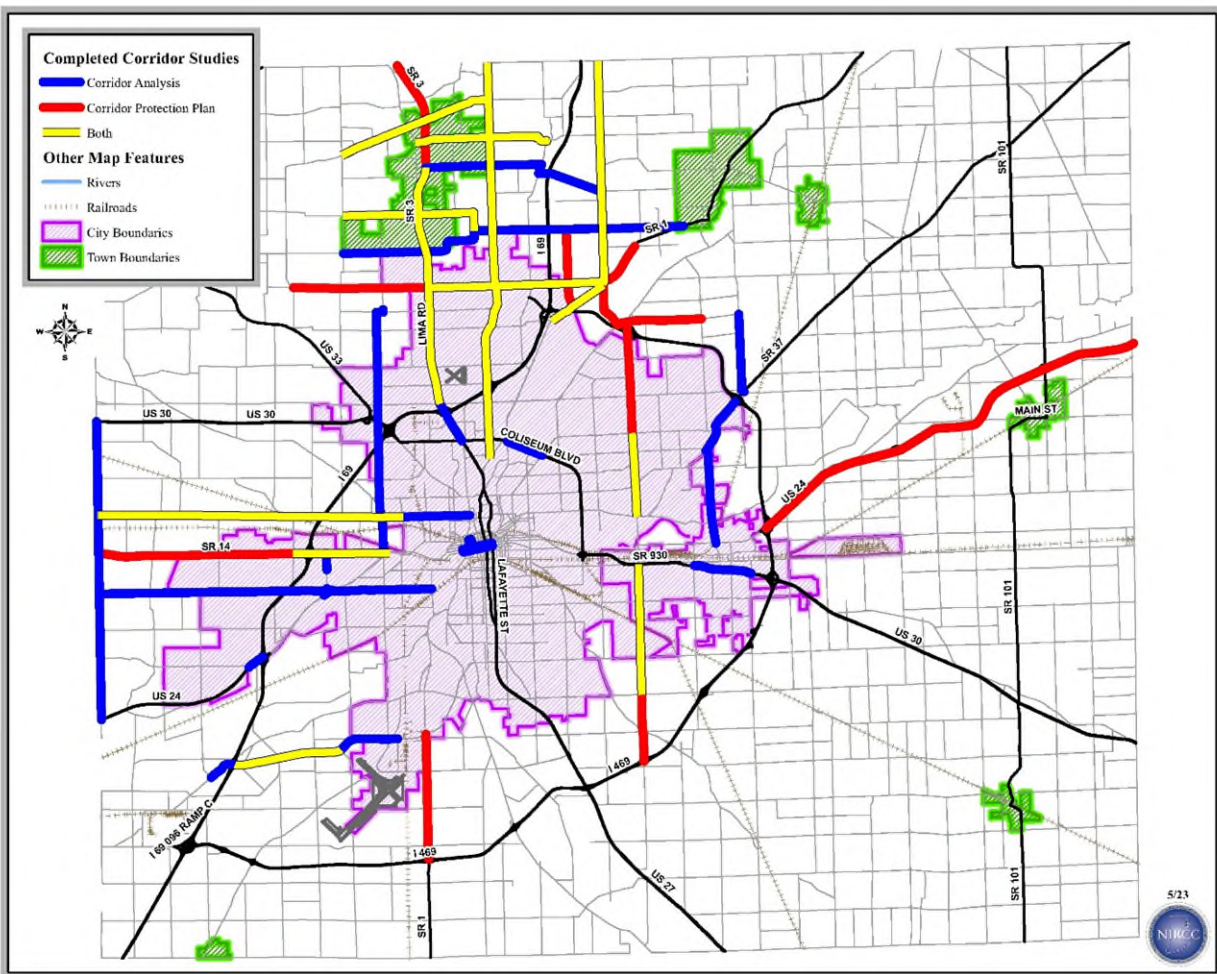 Completed Corridor Studies
Corridor Analysis
Corridor Protection Plan
Both
Other Map Features
Rivers
Railroads
City Boundaries
Town Boundaries
N
W E
S
SR 3
SR 3
SR 1
I 69
LIMA RD
US 33
US 30
US 30
I 69
COLISEUM BLVD
SR 37
SR 101
MAIN ST
US 24
SR 14
SR 930
LAFAYETTE ST
SR 101
US 30
US 24
I 469
I 69 096 RAMP C
I 469
US 27
SR 1
SR 101
5/23
NIRCC